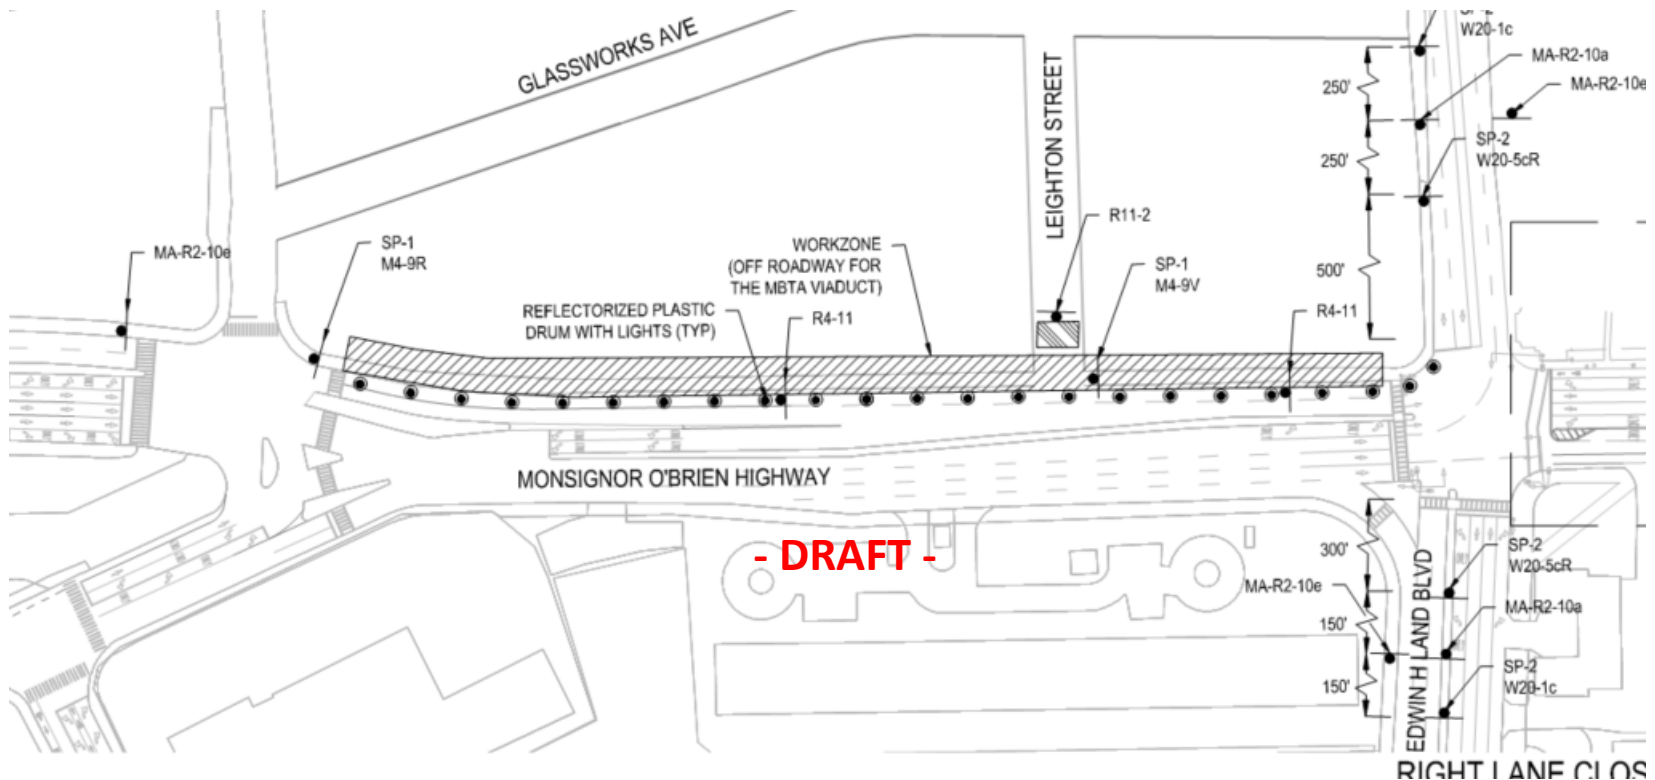 GLASSWORKS AVE
LEIGHTON STREET
W20-1c
MA-R2-10a
MA-R2-10e
250'
250'
SP-2
W20-5cR
500'
MA-R2-10e
SP-1
M4-9R
WORKZONE
(OFF ROADWAY FOR
THE MBTA VIADUCT)
REFLECTORIZED PLASTIC
DRUM WITH LIGHTS (TYP)
R4-11
R11-2
SP-1
M4-9V
R4-11
MONSIGNOR O'BRIEN HIGHWAY
- DRAFT -
300'
SP-2
W20-5cR
MA-R2-10e
MA-R2-10a
150'
150'
SP-2
W20-1c
EDWIN H LAND BLVD
RIGHT LANE CLOS